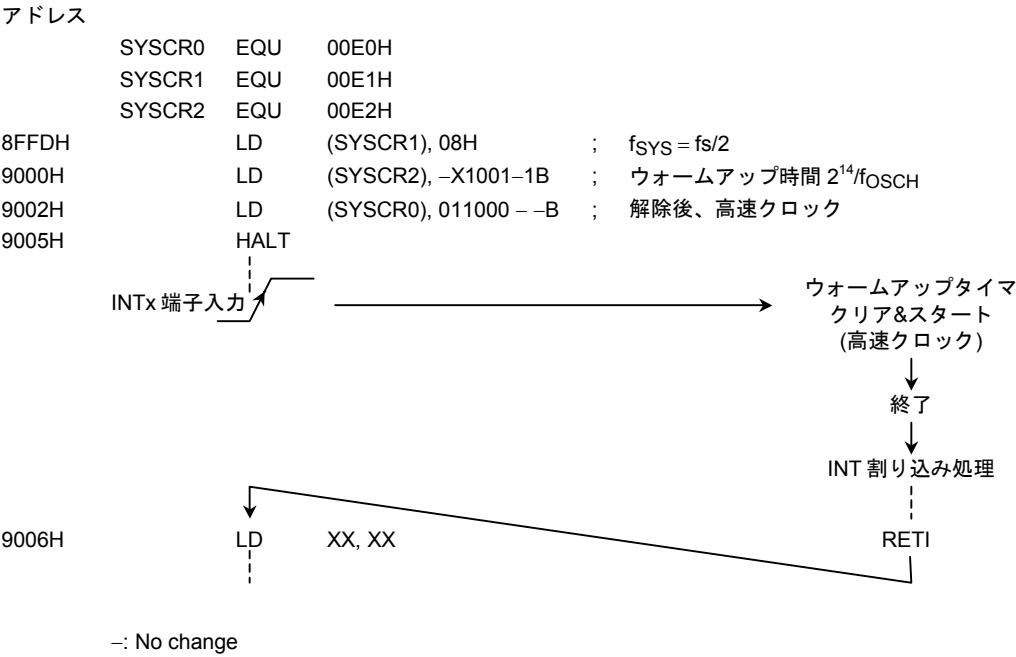 アドレス
SYSCR0 EQU 00E0H
SYSCR1 EQU 00E1H
SYSCR2 EQU 00E2H
8FFDH LD (SYSCR1), 08H ; fSYS = fs/2
9000H LD (SYSCR2), −X1001−1B ; ウォームアップ時間 2^14/fOSCH
9002H LD (SYSCR0), 011000 − −B ; 解除後、高速クロック
9005H HALT
INTx 端子入力
ウォームアップタイマ
クリア&スタート
(高速クロック)
終了
INT 割り込み処理
9006H LD XX, XX RETI
−: No change